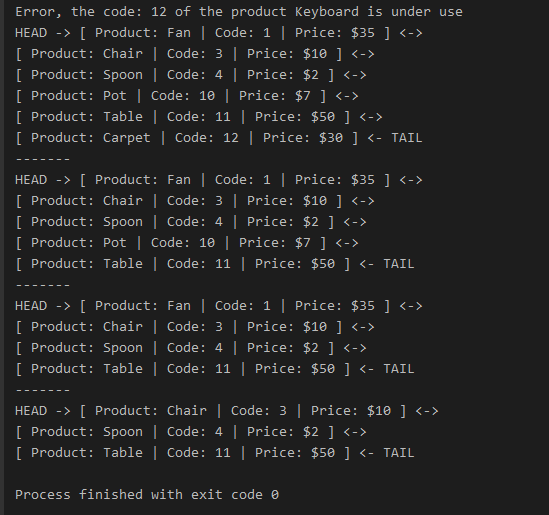 Error, the code: 12 of the product Keyboard is under use
HEAD -> [ Product: Fan | Code: 1 | Price: $35 ] <->
[ Product: Chair | Code: 3 | Price: $10 ] <->
[ Product: Spoon | Code: 4 | Price: $2 ] <->
[ Product: Pot | Code: 10 | Price: $7 ] <->
[ Product: Table | Code: 11 | Price: $50 ] <->
[ Product: Carpet | Code: 12 | Price: $30 ] <- TAIL
-------
HEAD -> [ Product: Fan | Code: 1 | Price: $35 ] <->
[ Product: Chair | Code: 3 | Price: $10 ] <->
[ Product: Spoon | Code: 4 | Price: $2 ] <->
[ Product: Pot | Code: 10 | Price: $7 ] <->
[ Product: Table | Code: 11 | Price: $50 ] <- TAIL
-------
HEAD -> [ Product: Fan | Code: 1 | Price: $35 ] <->
[ Product: Chair | Code: 3 | Price: $10 ] <->
[ Product: Spoon | Code: 4 | Price: $2 ] <->
[ Product: Table | Code: 11 | Price: $50 ] <- TAIL
-------
HEAD -> [ Product: Chair | Code: 3 | Price: $10 ] <->
[ Product: Spoon | Code: 4 | Price: $2 ] <->
[ Product: Table | Code: 11 | Price: $50 ] <- TAIL
Process finished with exit code 0